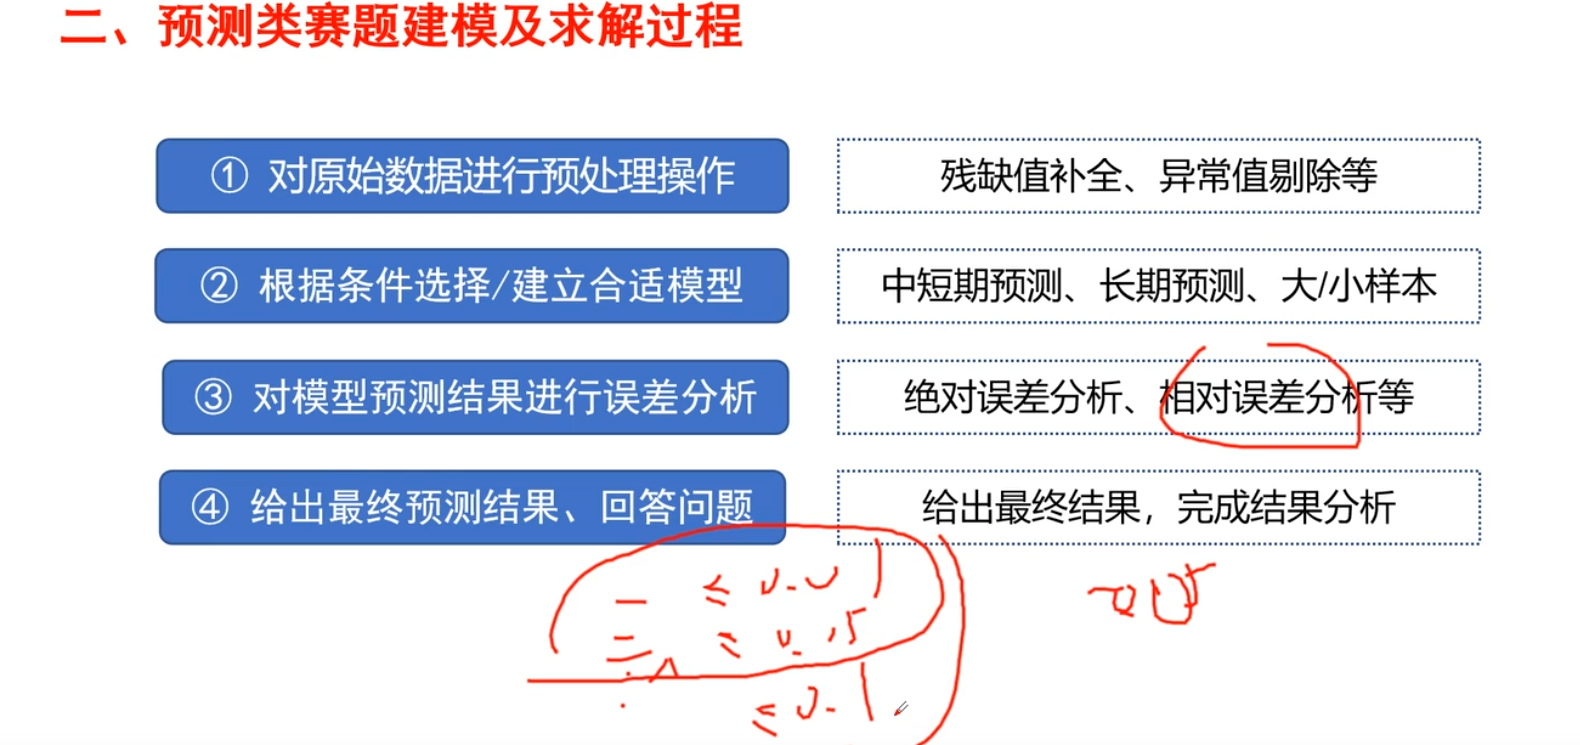 二、预测类赛题建模及求解过程
① 对原始数据进行预处理操作
残缺值补全、异常值剔除等
② 根据条件选择/建立合适模型
中短期预测、长期预测、大/小样本
③ 对模型预测结果进行误差分析
绝对误差分析、相对误差分析等
④ 给出最终预测结果、回答问题
给出最终结果，完成结果分析
一 ≤ 0.01
≤ 0.1